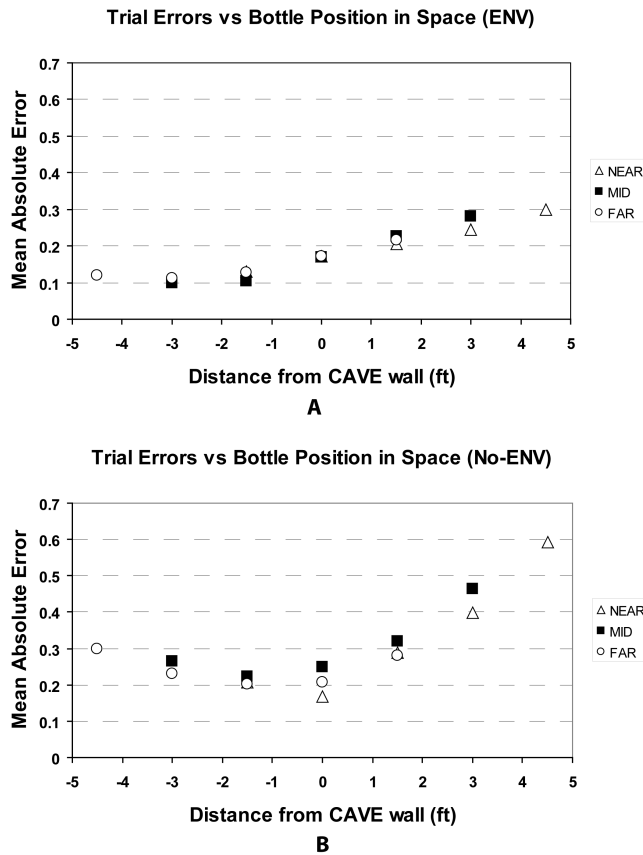 Trial Errors vs Bottle Position in Space (ENV)
0.7
0.6
0.5
0.4
0.3
0.2
0.1
0
Mean Absolute Error
-5 -4 -3 -2 -1 0 1 2 3 4 5
Distance from CAVE wall (ft)
NEAR
MID
FAR
A
Trial Errors vs Bottle Position in Space (No-ENV)
0.7
0.6
0.5
0.4
0.3
0.2
0.1
0
Mean Absolute Error
-5 -4 -3 -2 -1 0 1 2 3 4 5
Distance from CAVE wall (ft)
NEAR
MID
FAR
B